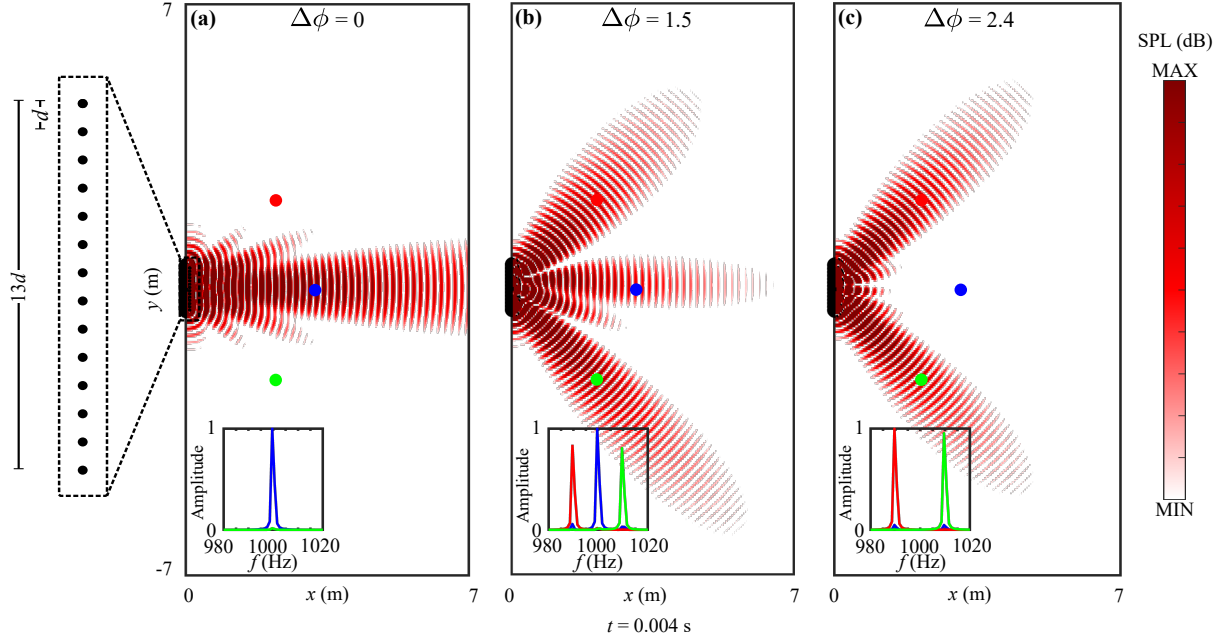 (a)
Δϕ = 0
(b)
Δϕ = 1.5
(c)
Δϕ = 2.4
SPL (dB)
MAX
MIN
7
-7
y (m)
d
13d
Amplitude
1
0
980
1000
1020
f (Hz)
Amplitude
1
0
980
1000
1020
f (Hz)
Amplitude
1
0
980
1000
1020
f (Hz)
0
x (m)
7
0
x (m)
7
0
x (m)
7
t = 0.004 s